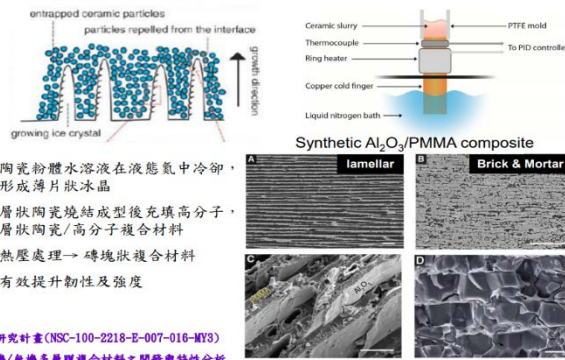 entrapped ceramic particles
particles repelled from the interface
growth direction
growing ice crystal
Ceramic slurry
PTFE mold
Thermocouple
To PID controller
Ring heater
Copper cold finger
Liquid nitrogen bath
Synthetic Al₂O₃/PMMA composite
陶瓷粉體水溶液在液態氮中冷卻，
形成薄片狀冰晶
層狀陶瓷燒結成型後充填高分子，
層狀陶瓷/高分子複合材料
熱壓處理→ 磚塊狀複合材料
有效提升韌性及強度
A
lamellar
B
Brick & Mortar
C
PMMA
Al₂O₃
D
研究計畫(NSC-100-2218-E-007-016-MY3)